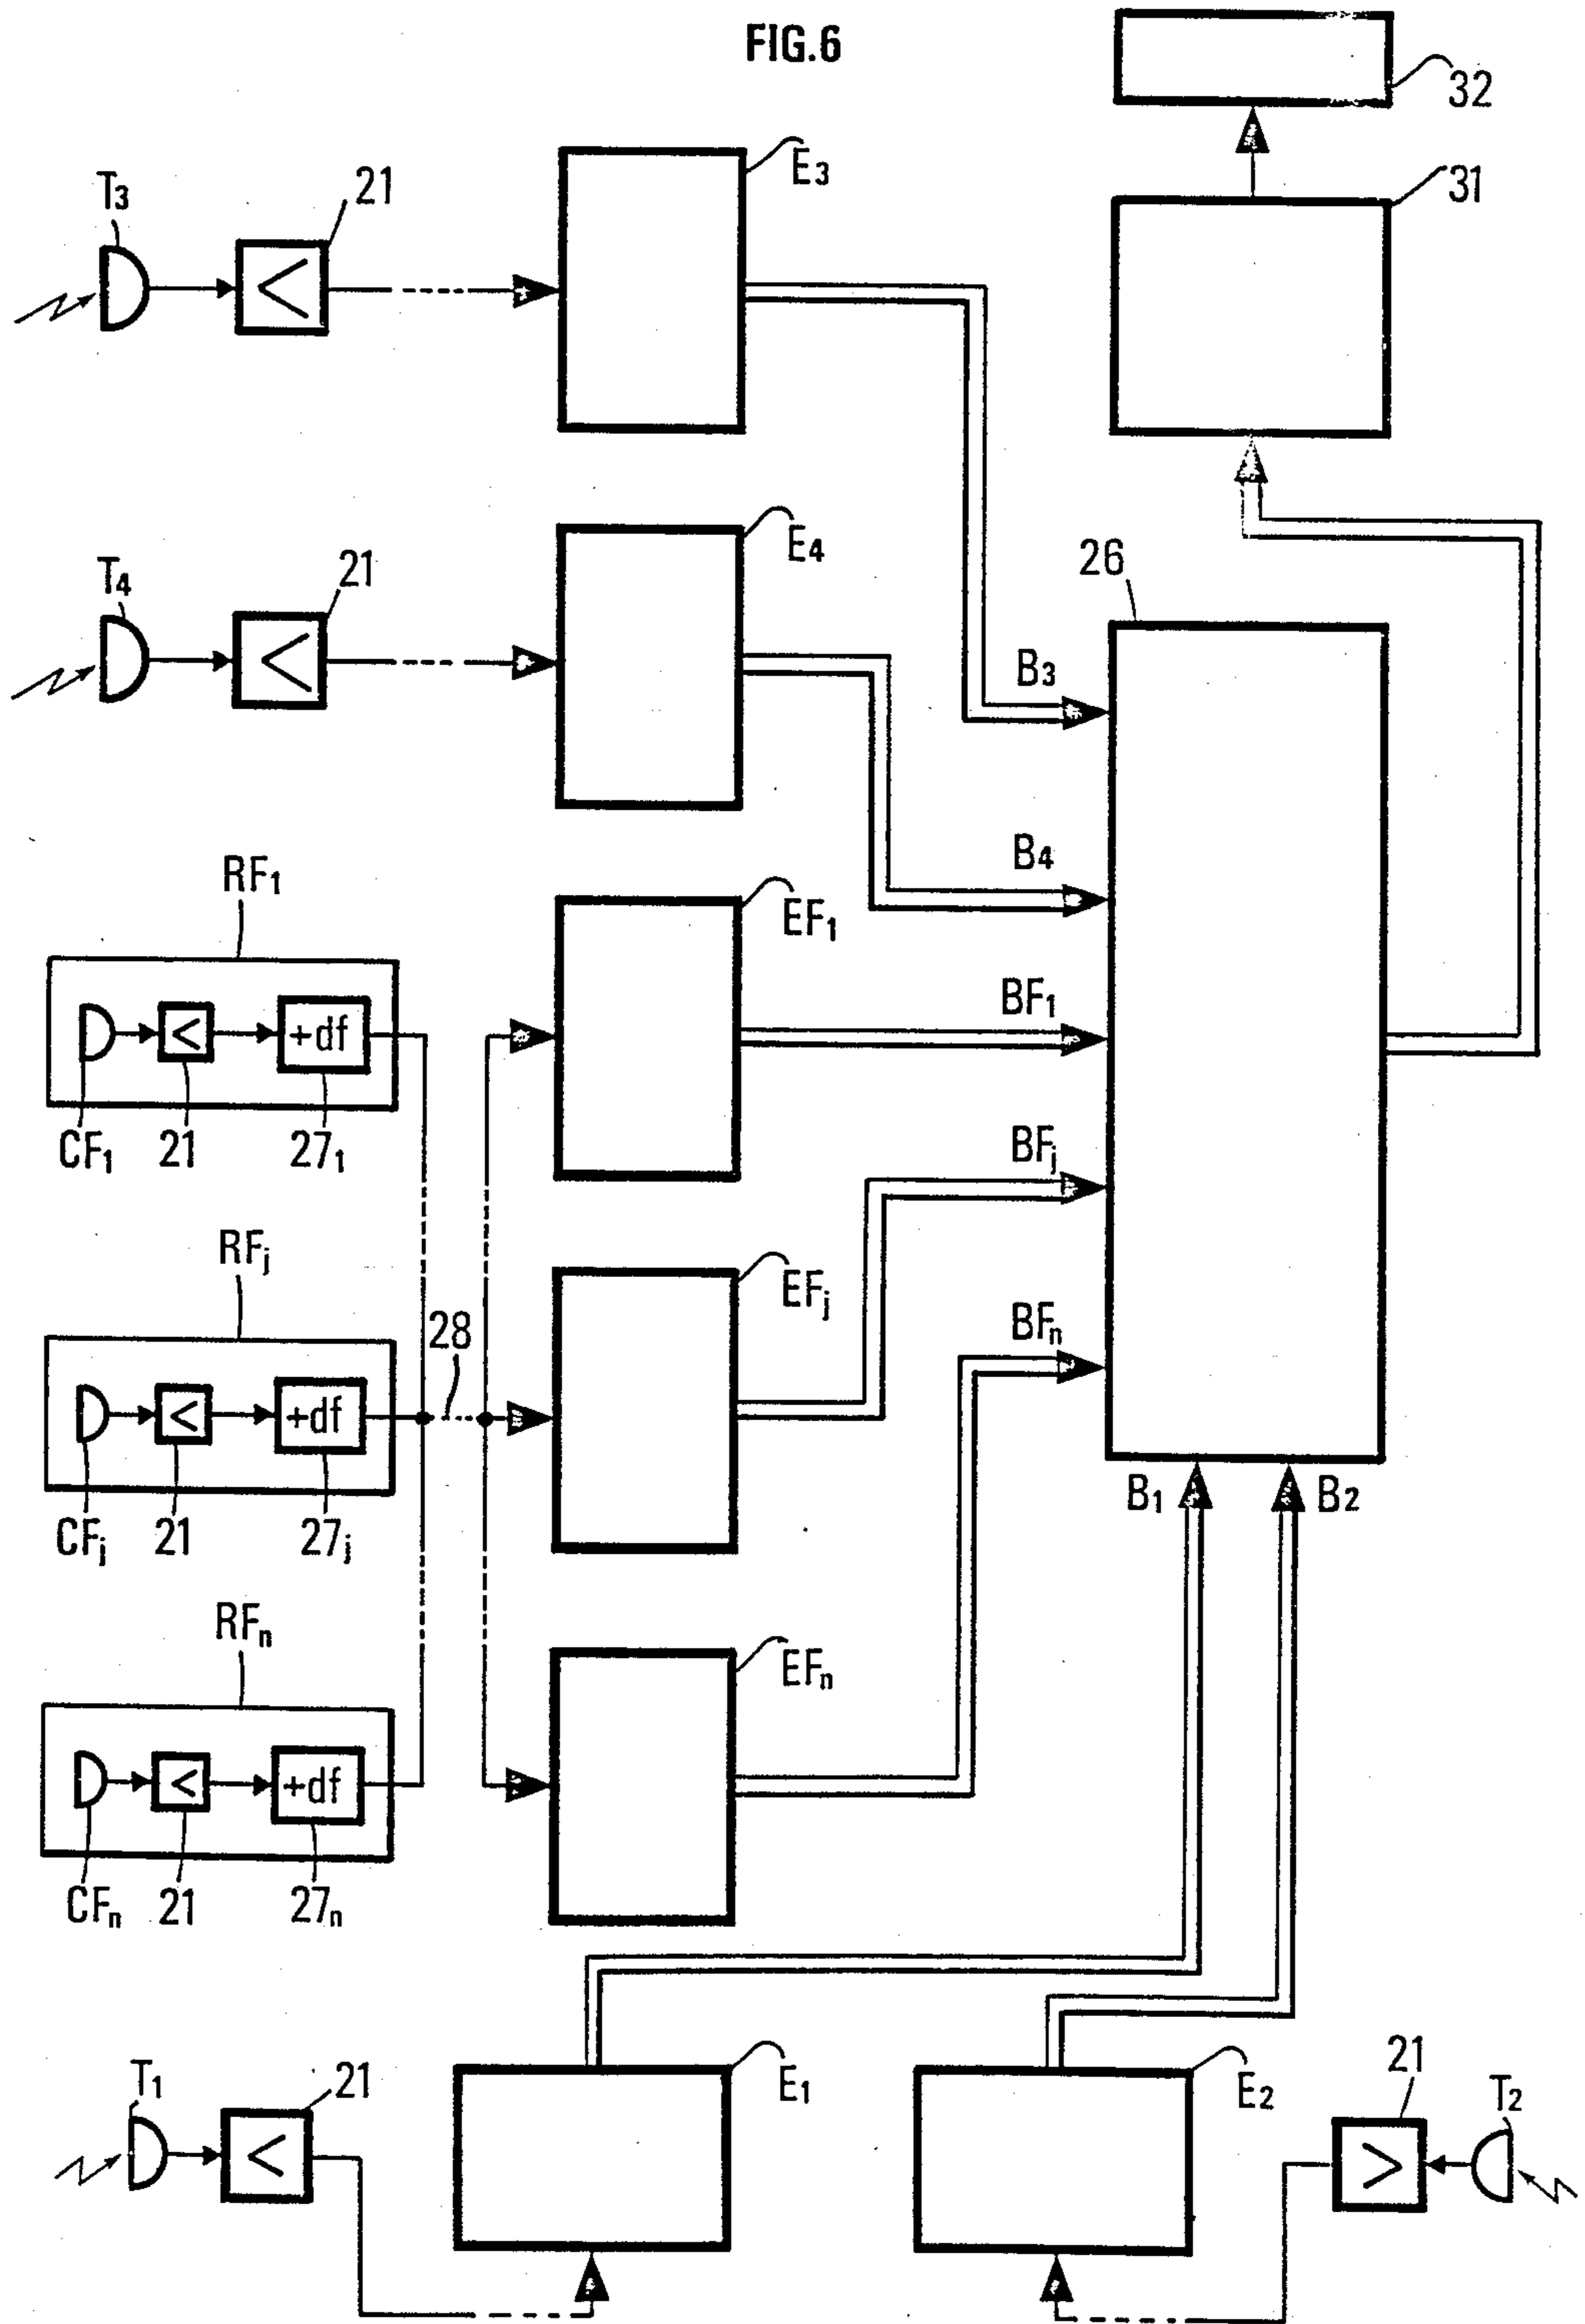 FIG.6
32
31
T3
21
E3
T4
21
E4
26
B3
B4
RF1
EF1
BF1
< +df
CF1 21 271
BFj
RFj
28
EFj
BFn
< +df
CFj 21 27j
B1 B2
RFn
EFn
< +df
CFn 21 27n
T1
21
E1
E2
21
T2